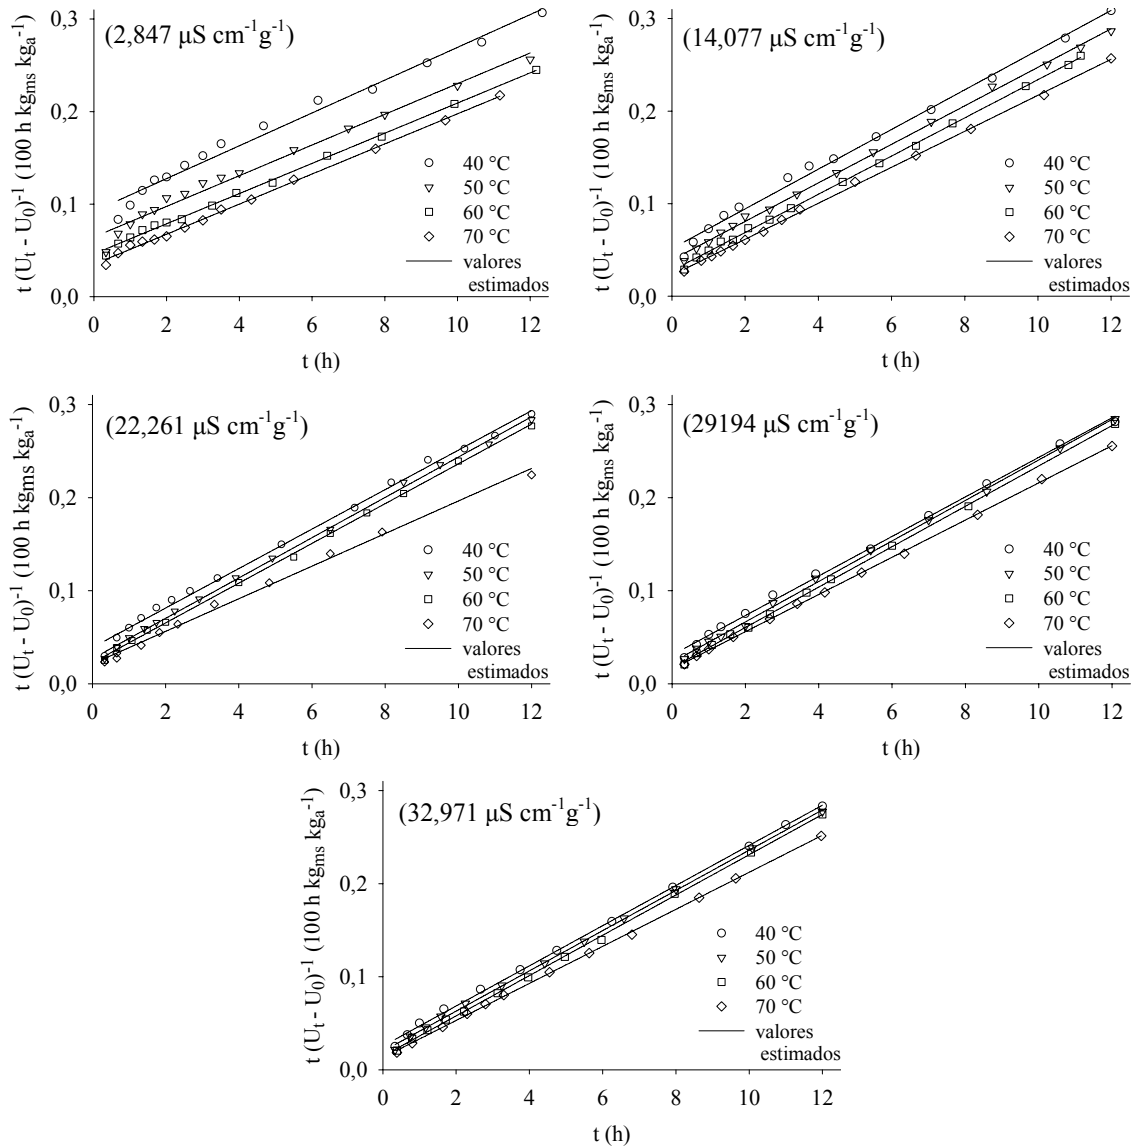 (2,847 μS cm-1g-1)
t (Ut - U0)-1 (100 h kgms kga-1)
0,3
0,2
0,1
0,0
40 °C
50 °C
60 °C
70 °C
valores
estimados
0 2 4 6 8 10 12
t (h)
(14,077 μS cm-1g-1)
t (Ut - U0)-1 (100 h kgms kga-1)
0,3
0,2
0,1
0,0
40 °C
50 °C
60 °C
70 °C
valores
estimados
0 2 4 6 8 10 12
t (h)
(22,261 μS cm-1g-1)
t (Ut - U0)-1 (100 h kgms kga-1)
0,3
0,2
0,1
0,0
40 °C
50 °C
60 °C
70 °C
valores
estimados
0 2 4 6 8 10 12
t (h)
(29194 μS cm-1g-1)
t (Ut - U0)-1 (100 h kgms kga-1)
0,3
0,2
0,1
0,0
40 °C
50 °C
60 °C
70 °C
valores
estimados
0 2 4 6 8 10 12
t (h)
(32,971 μS cm-1g-1)
t (Ut - U0)-1 (100 h kgms kga-1)
0,3
0,2
0,1
0,0
40 °C
50 °C
60 °C
70 °C
valores
estimados
0 2 4 6 8 10 12
t (h)